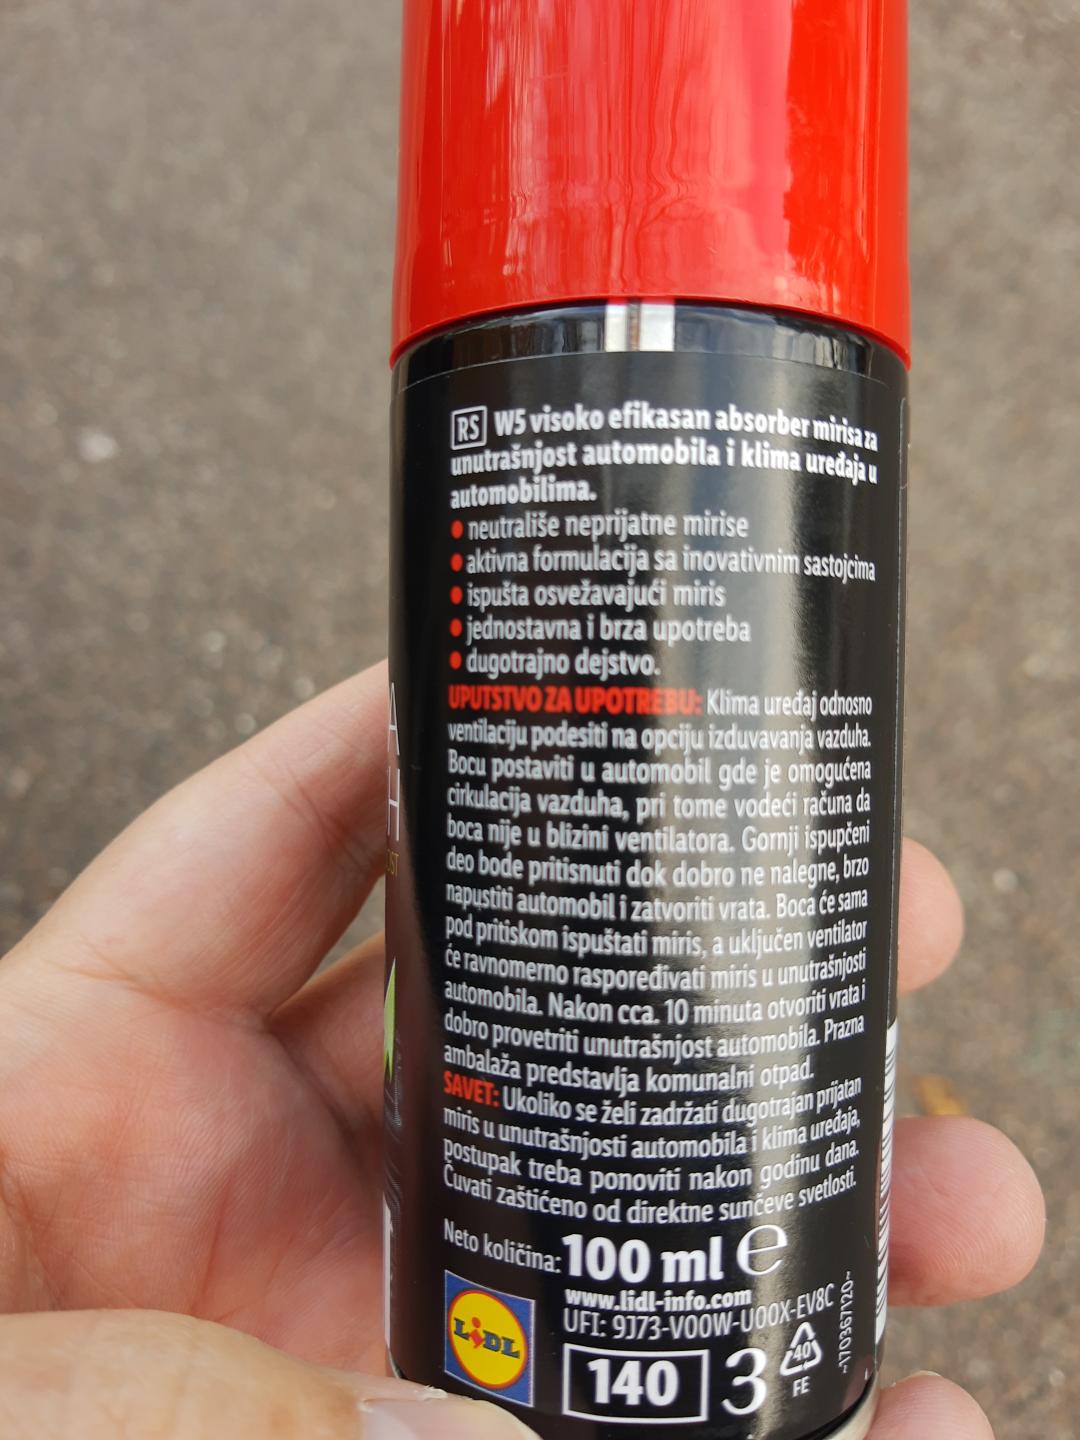 RS W5 visoko efikasan absorber mirisa za
unutrašnjost automobila i klima uređaja u
automobilima.
• neutrališe neprijatne mirise
• aktivna formulacija sa inovativnim sastojcima
• ispušta osvežavajući miris
• jednostavna i brza upotreba
• dugotrajno dejstvo.
UPUTSTVO ZA UPOTREBU: Klima uređaj odnosno
ventilaciju podesiti na opciju izduvavanja vazduha.
Bocu postaviti u automobil gde je omogućena
cirkulacija vazduha, pri tome vodeći računa da
boca nije u blizini ventilatora. Gornji ispupčeni
deo bode pritisnuti dok dobro ne nalegne, brzo
napustiti automobil i zatvoriti vrata. Boca će sama
pod pritiskom ispuštati miris, a uključen ventilator
će ravnomerno raspoređivati miris u unutrašnjosti
automobila. Nakon cca. 10 minuta otvoriti vrata i
dobro provetriti unutrašnjost automobila. Prazna
ambalaža predstavlja komunalni otpad.
SAVET: Ukoliko se želi zadržati dugotrajan prijatan
miris u unutrašnjosti automobila i klima uređaja,
postupak treba ponoviti nakon godinu dana.
Čuvati zaštićeno od direktne sunčeve svetlosti.
Neto količina: 100 ml e
www.lidl-info.com
UFI: 9J73-V00W-U00X-EV8C
LIDL
140 3 40
FE
~170367120~